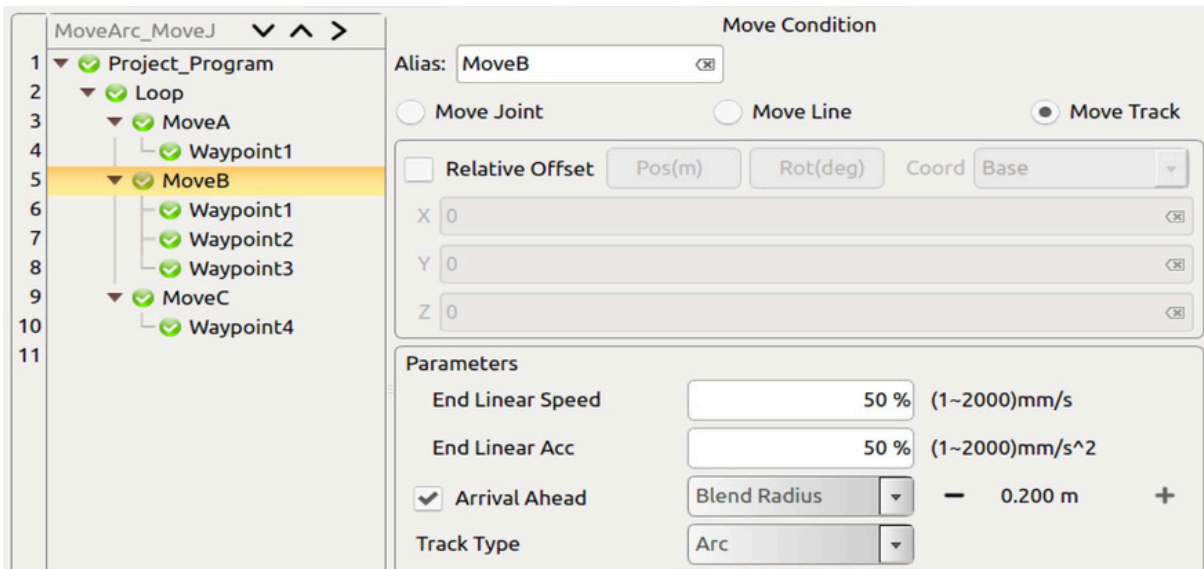 MoveArc_MoveJ
1 Project_Program
2 Loop
3 MoveA
4 Waypoint1
5 MoveB
6 Waypoint1
7 Waypoint2
8 Waypoint3
9 MoveC
10 Waypoint4
11
Move Condition
Alias: MoveB
Move Joint Move Line Move Track
Relative Offset Pos(m) Rot(deg) Coord Base
X 0
Y 0
Z 0
Parameters
End Linear Speed 50 % (1~2000)mm/s
End Linear Acc 50 % (1~2000)mm/s^2
Arrival Ahead Blend Radius − 0.200 m +
Track Type Arc